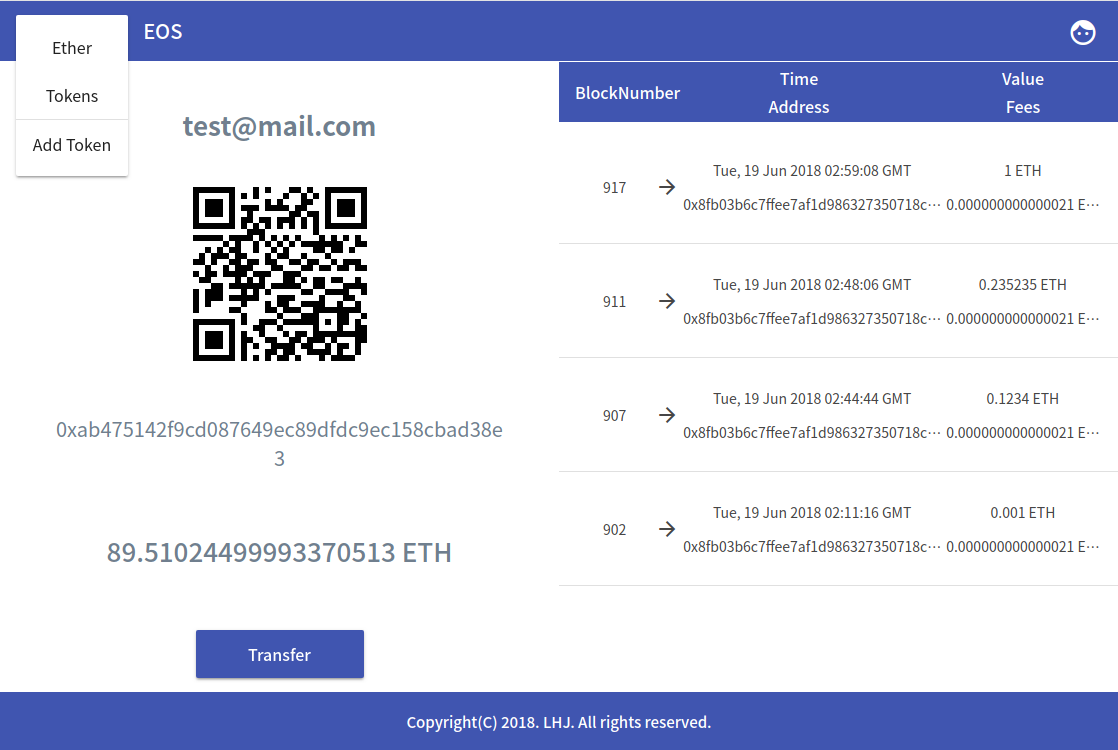 EOS
Ether
Tokens
Add Token
test@mail.com
0xab475142f9cd087649ec89dfdc9ec158cbad38e
3
89.51024499993370513 ETH
Transfer
BlockNumber
Time
Address
Value
Fees
917
Tue, 19 Jun 2018 02:59:08 GMT
1 ETH
0x8fb03b6c7ffee7af1d986327350718c…
0.000000000000021 E…
911
Tue, 19 Jun 2018 02:48:06 GMT
0.235235 ETH
0x8fb03b6c7ffee7af1d986327350718c…
0.000000000000021 E…
907
Tue, 19 Jun 2018 02:44:44 GMT
0.1234 ETH
0x8fb03b6c7ffee7af1d986327350718c…
0.000000000000021 E…
902
Tue, 19 Jun 2018 02:11:16 GMT
0.001 ETH
0x8fb03b6c7ffee7af1d986327350718c…
0.000000000000021 E…
Copyright(C) 2018. LHJ. All rights reserved.